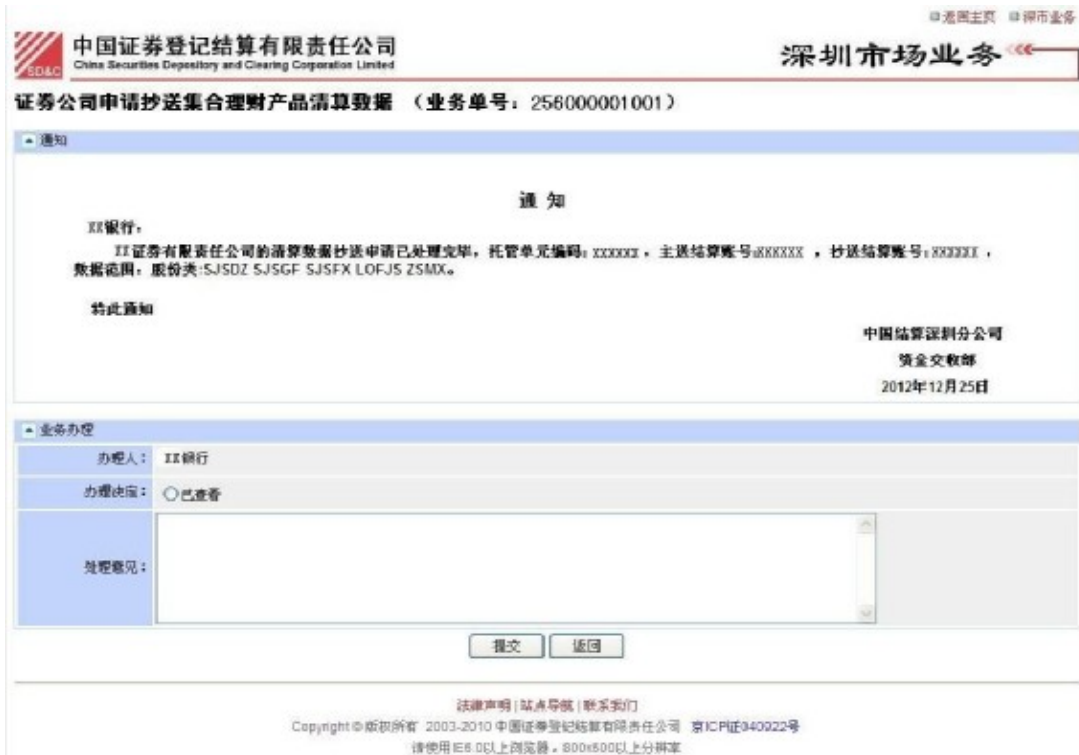 返回主页 深市业务
SD&C
中国证券登记结算有限责任公司
China Securities Depository and Clearing Corporation Limited
深圳市场业务
证券公司申请抄送集合理财产品清算数据 (业务单号: 256000001001)
通知
通 知
XX银行:
XX证券有限责任公司的清算数据抄送申请已处理完毕, 托管单元编码: XXXXXX , 主送结算账号:XXXXXX , 抄送结算账号: XXXXXX ,
数据范围: 股份类:SJSDZ SJSGF SJSFX LOFJS ZSMX。
特此通知
中国结算深圳分公司
资金交收部
2012年12月25日
业务办理
办理人: XX银行
办理决定: 已查看
处理意见:
提交 返回
法律声明 | 站点导航 | 联系我们
Copyright © 版权所有 2003-2010 中国证券登记结算有限责任公司 京ICP证040922号
请使用IE6.0以上浏览器, 800x600以上分辨率